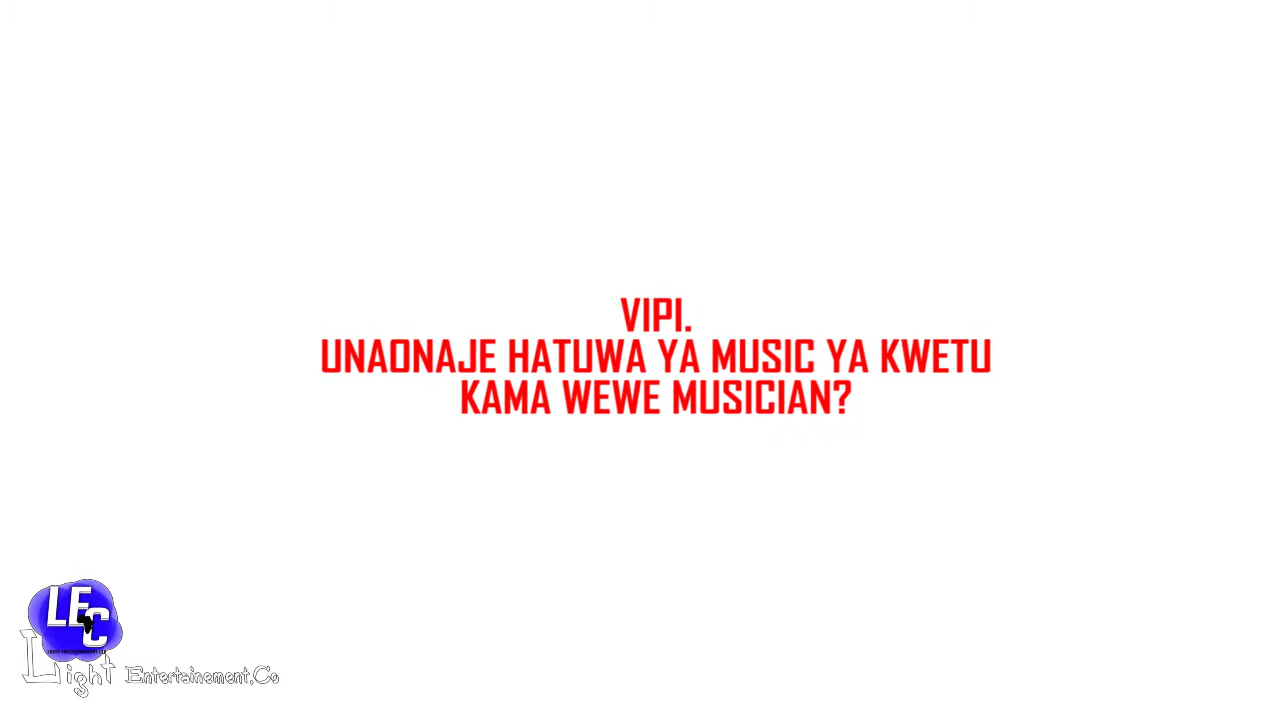 VIPI.
UNAONAJE HATUWA YA MUSIC YA KWETU
KAMA WEWE MUSICIAN?
LEC
Light Entertainement.Co